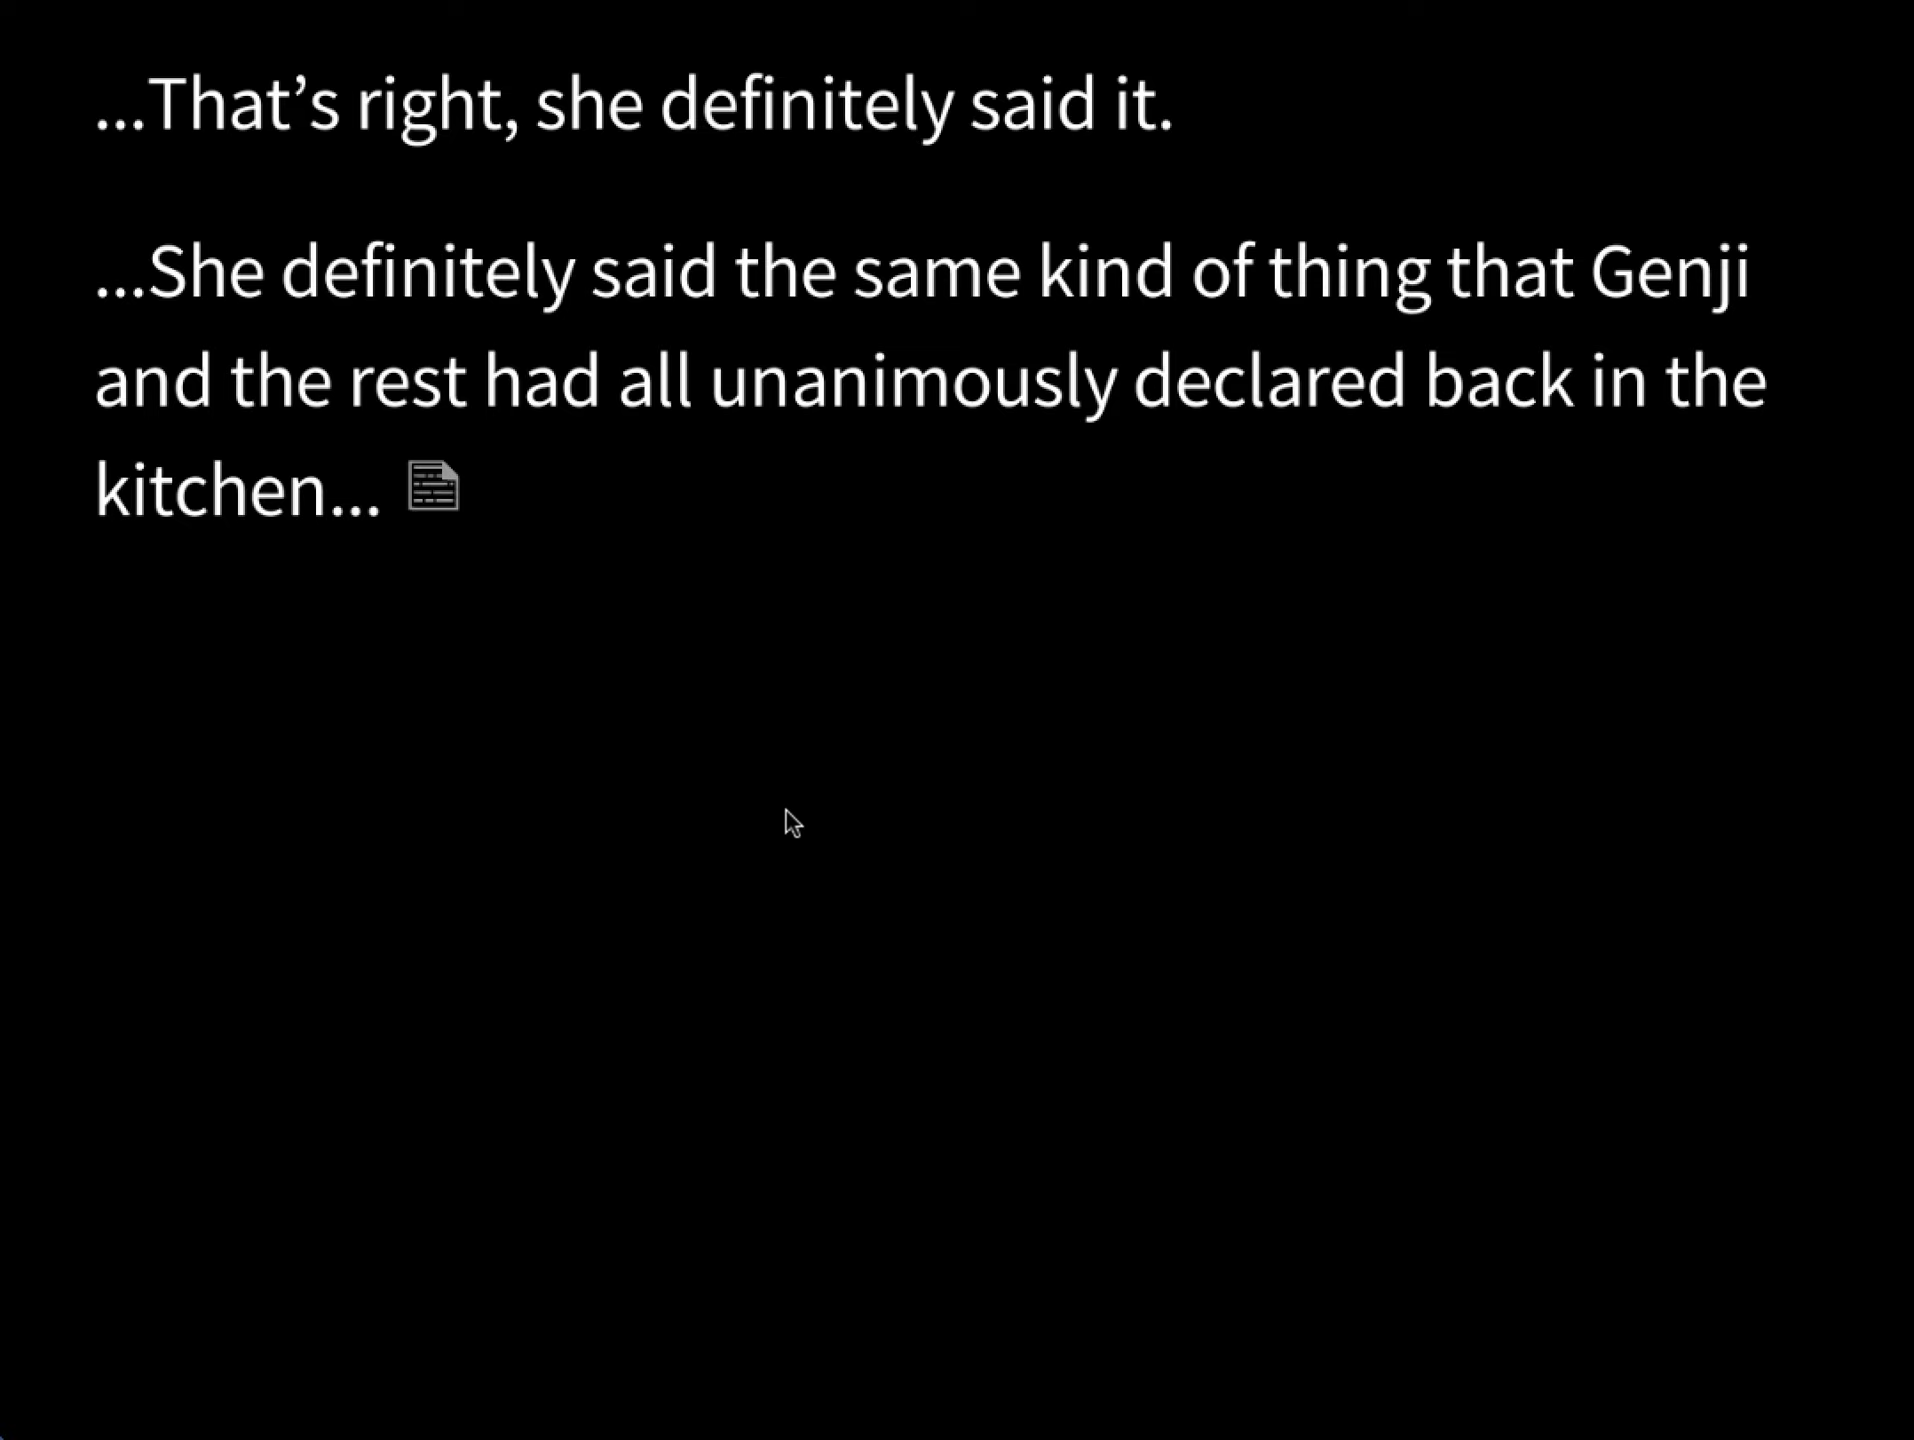 ...That’s right, she definitely said it.
...She definitely said the same kind of thing that Genji
and the rest had all unanimously declared back in the
kitchen...